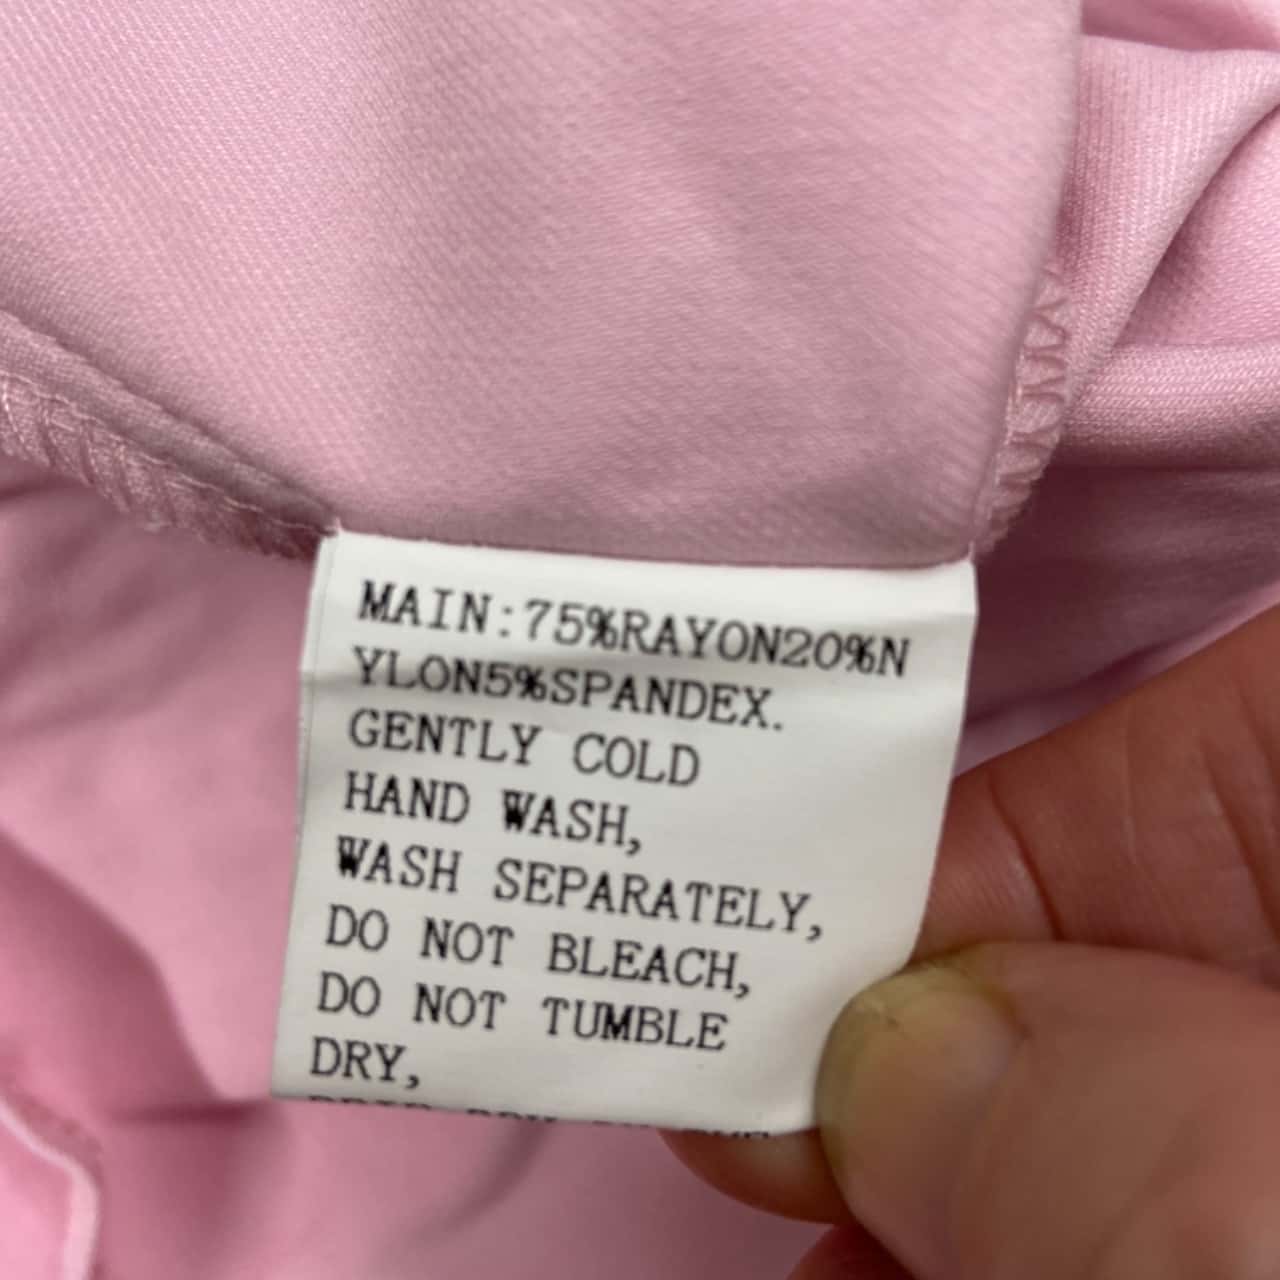 MAIN:75%RAYON20%N
YLON5%SPANDEX.
GENTLY COLD
HAND WASH,
WASH SEPARATELY,
DO NOT BLEACH,
DO NOT TUMBLE
DRY,